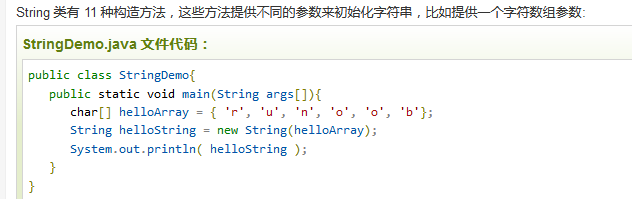 String 类有 11 种构造方法，这些方法提供不同的参数来初始化字符串，比如提供一个字符数组参数:
StringDemo.java 文件代码：
public class StringDemo{
public static void main(String args[]){
char[] helloArray = { 'r', 'u', 'n', 'o', 'o', 'b'};
String helloString = new String(helloArray);
System.out.println( helloString );
}
}